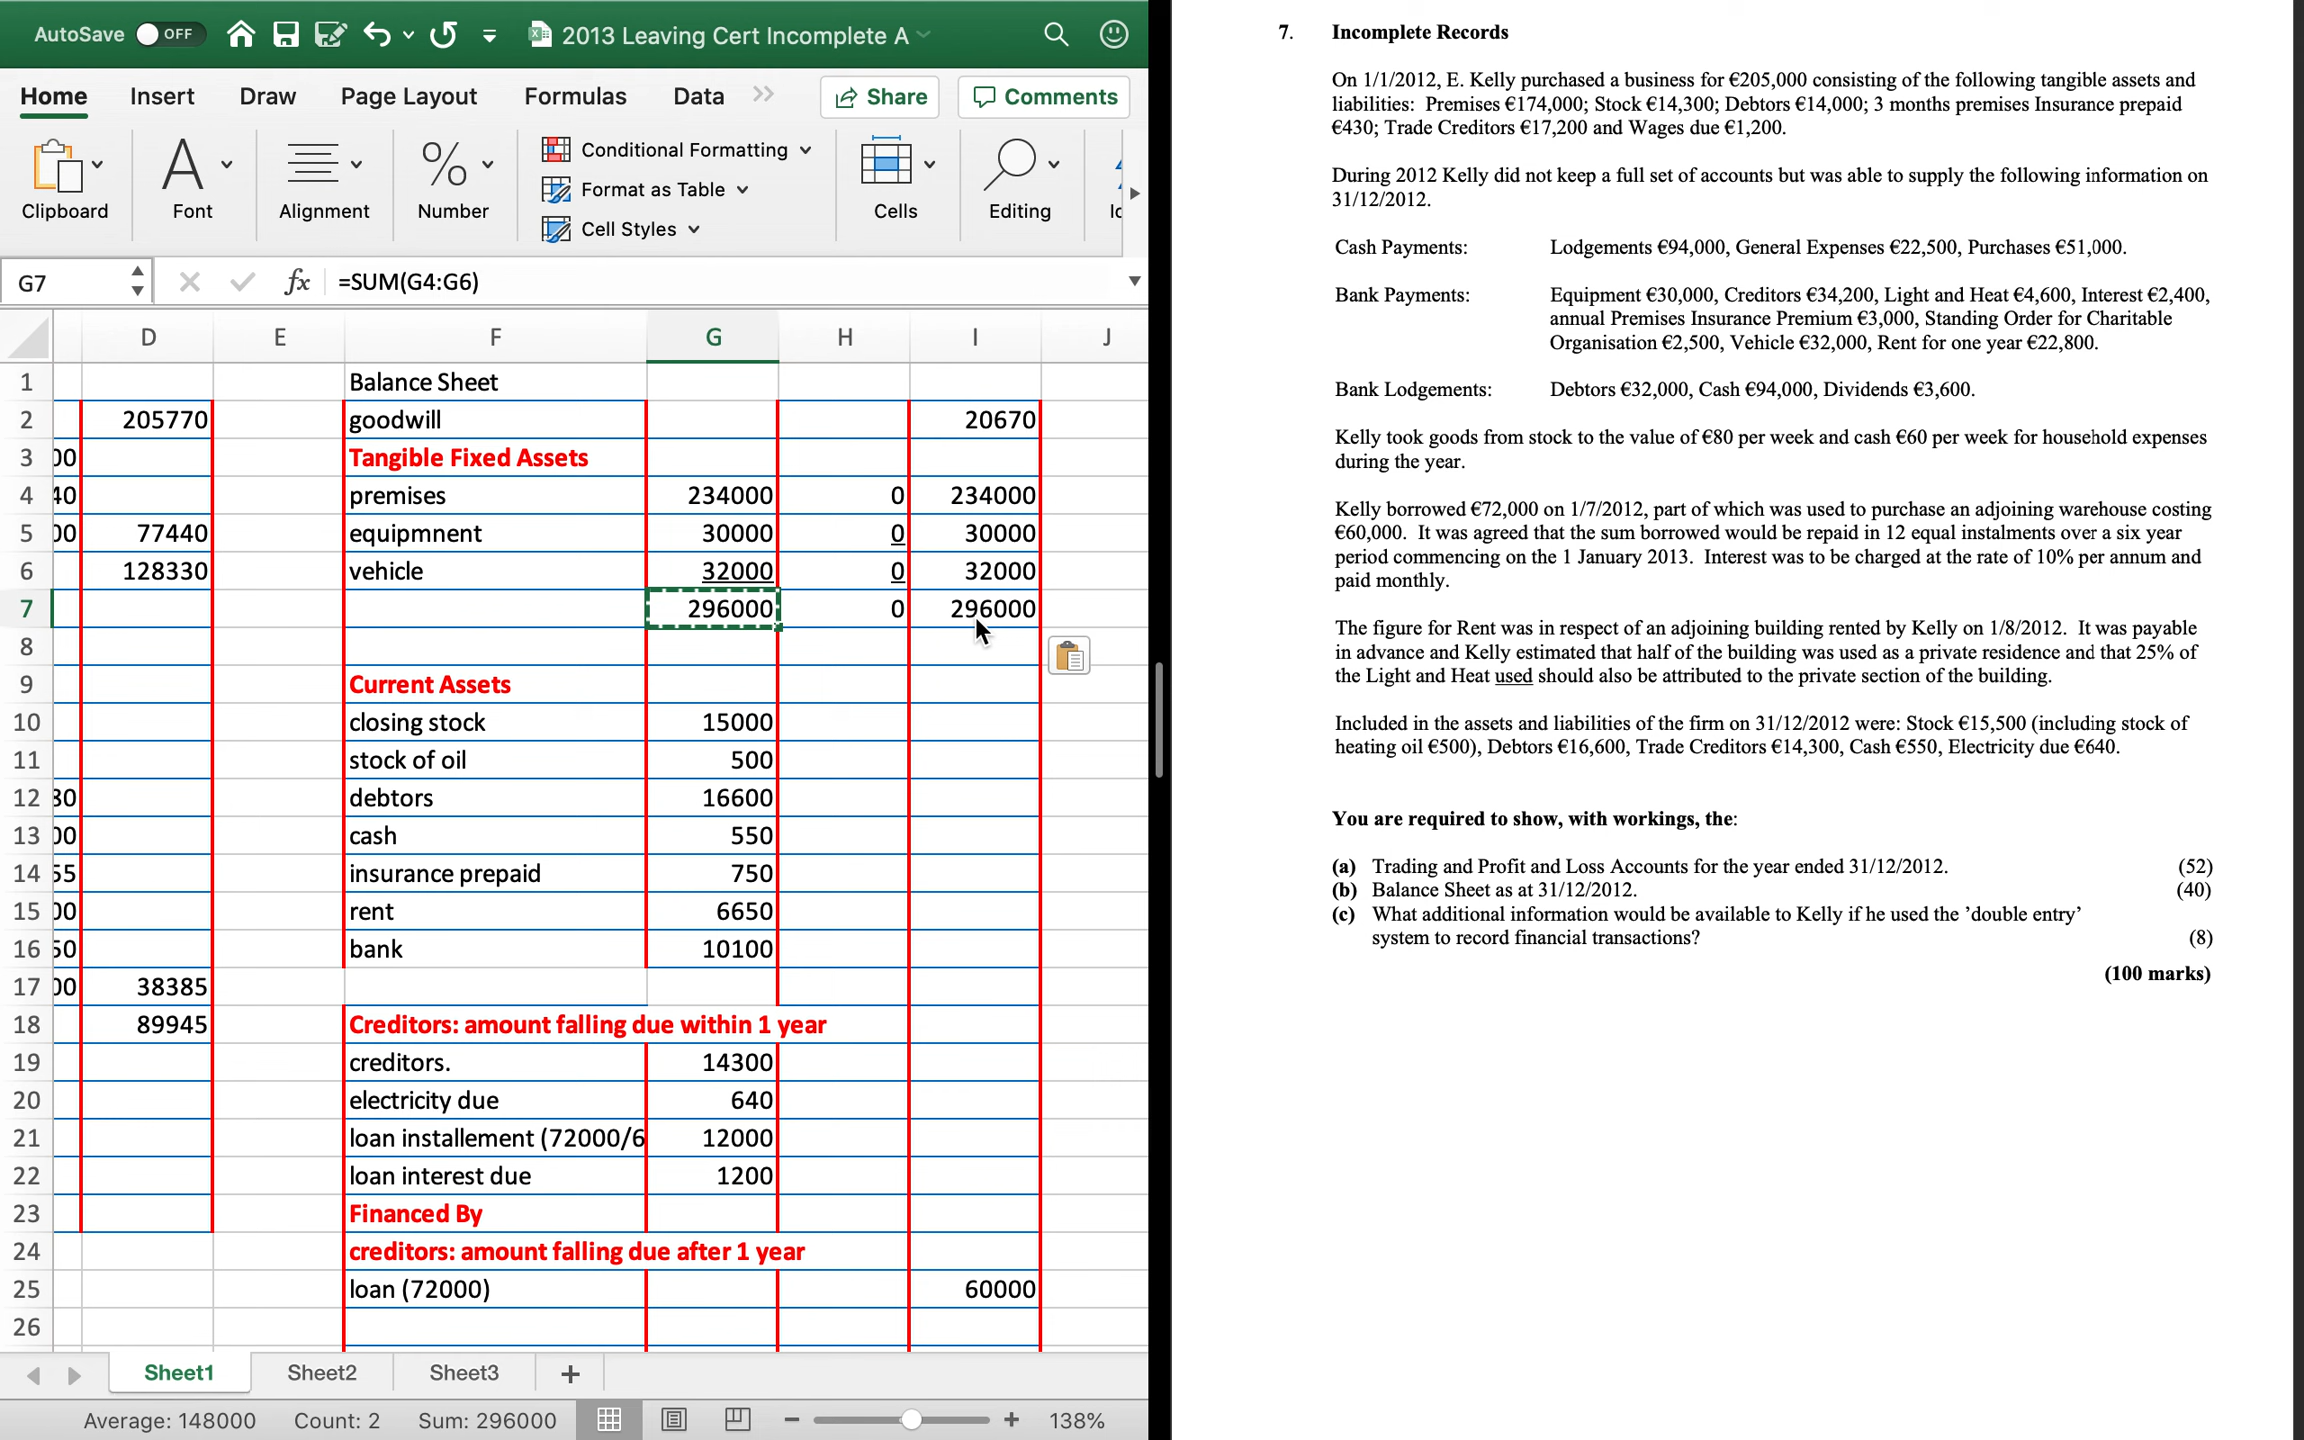 AutoSave OFF 2013 Leaving Cert Incomplete A
Home Insert Draw Page Layout Formulas Data Share Comments
Clipboard Font Alignment Number Conditional Formatting Format as Table Cell Styles Cells Editing
G7 fx =SUM(G4:G6)
D E F G H I J
1 Balance Sheet
2 205770 goodwill 20670
3 00 Tangible Fixed Assets
4 40 premises 234000 0 234000
5 00 77440 equipmnent 30000 0 30000
6 128330 vehicle 32000 0 32000
7 296000 0 296000
8
9 Current Assets
10 closing stock 15000
11 stock of oil 500
12 30 debtors 16600
13 00 cash 550
14 55 insurance prepaid 750
15 00 rent 6650
16 50 bank 10100
17 00 38385
18 89945 Creditors: amount falling due within 1 year
19 creditors. 14300
20 electricity due 640
21 loan installement (72000/6 12000
22 loan interest due 1200
23 Financed By
24 creditors: amount falling due after 1 year
25 loan (72000) 60000
26
Sheet1 Sheet2 Sheet3 +
Average: 148000 Count: 2 Sum: 296000 138%
7. Incomplete Records
On 1/1/2012, E. Kelly purchased a business for €205,000 consisting of the following tangible assets and
liabilities: Premises €174,000; Stock €14,300; Debtors €14,000; 3 months premises Insurance prepaid
€430; Trade Creditors €17,200 and Wages due €1,200.
During 2012 Kelly did not keep a full set of accounts but was able to supply the following information on
31/12/2012.
Cash Payments: Lodgements €94,000, General Expenses €22,500, Purchases €51,000.
Bank Payments: Equipment €30,000, Creditors €34,200, Light and Heat €4,600, Interest €2,400,
annual Premises Insurance Premium €3,000, Standing Order for Charitable
Organisation €2,500, Vehicle €32,000, Rent for one year €22,800.
Bank Lodgements: Debtors €32,000, Cash €94,000, Dividends €3,600.
Kelly took goods from stock to the value of €80 per week and cash €60 per week for household expenses
during the year.
Kelly borrowed €72,000 on 1/7/2012, part of which was used to purchase an adjoining warehouse costing
€60,000. It was agreed that the sum borrowed would be repaid in 12 equal instalments over a six year
period commencing on the 1 January 2013. Interest was to be charged at the rate of 10% per annum and
paid monthly.
The figure for Rent was in respect of an adjoining building rented by Kelly on 1/8/2012. It was payable
in advance and Kelly estimated that half of the building was used as a private residence and that 25% of
the Light and Heat used should also be attributed to the private section of the building.
Included in the assets and liabilities of the firm on 31/12/2012 were: Stock €15,500 (including stock of
heating oil €500), Debtors €16,600, Trade Creditors €14,300, Cash €550, Electricity due €640.
You are required to show, with workings, the:
(a) Trading and Profit and Loss Accounts for the year ended 31/12/2012. (52)
(b) Balance Sheet as at 31/12/2012. (40)
(c) What additional information would be available to Kelly if he used the ’double entry’
system to record financial transactions? (8)
(100 marks)